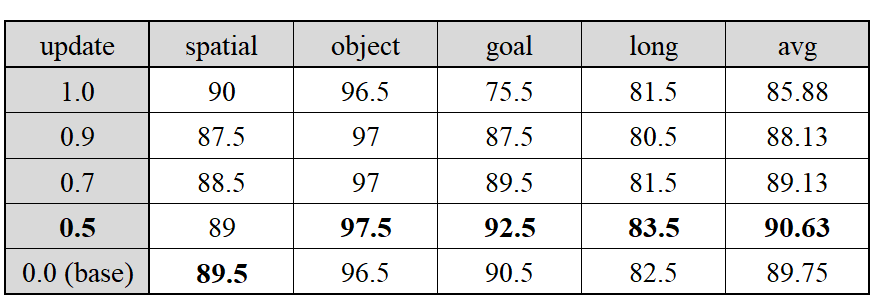 update spatial object goal long avg
1.0 90 96.5 75.5 81.5 85.88
0.9 87.5 97 87.5 80.5 88.13
0.7 88.5 97 89.5 81.5 89.13
0.5 89 97.5 92.5 83.5 90.63
0.0 (base) 89.5 96.5 90.5 82.5 89.75